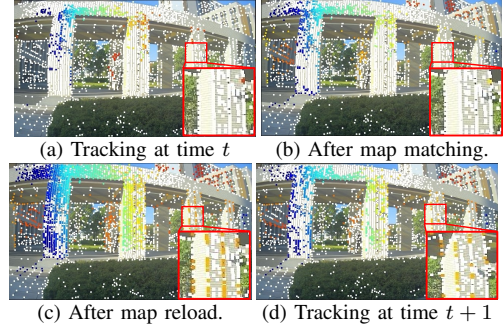 (a) Tracking at time t
(b) After map matching.
(c) After map reload.
(d) Tracking at time t + 1